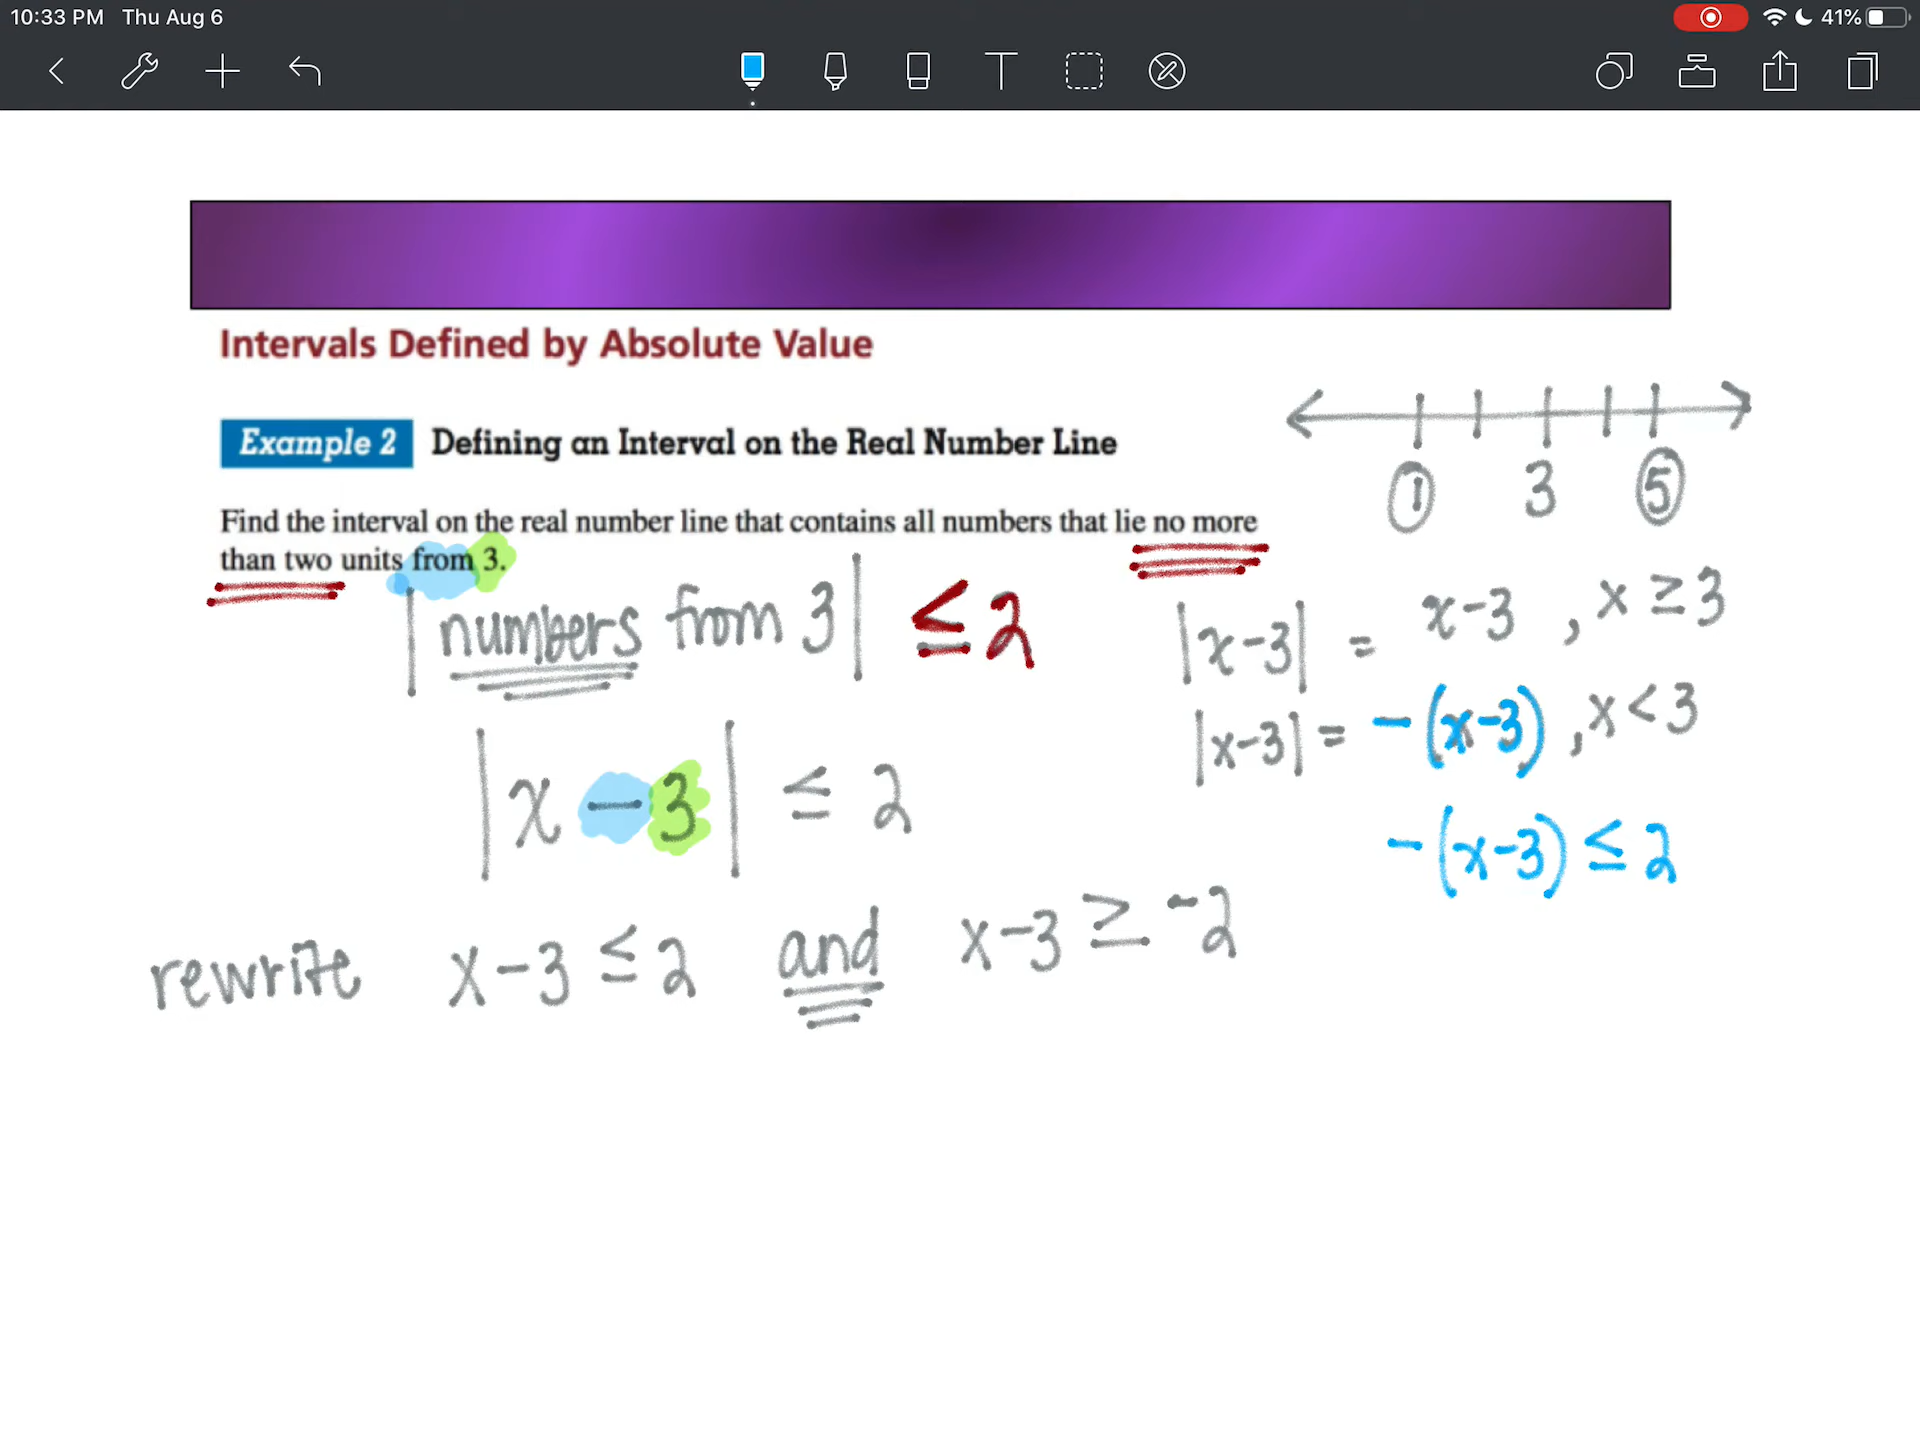 10:33 PM Thu Aug 6 41%
Intervals Defined by Absolute Value
Example 2 Defining an Interval on the Real Number Line
Find the interval on the real number line that contains all numbers that lie no more
than two units from 3.
1 3 5
|numbers from 3| ≤ 2
|x-3| = x-3, x ≥ 3
|x-3| = -(x-3), x < 3
|x-3| ≤ 2
-(x-3) ≤ 2
rewrite x-3 ≤ 2 and x-3 ≥ -2